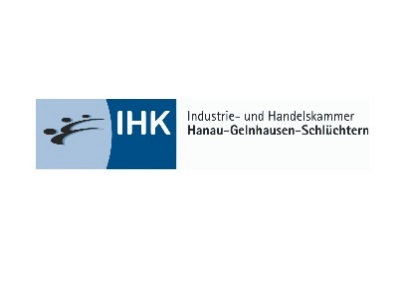 IHK
Industrie- und Handelskammer
Hanau-Gelnhausen-Schlüchtern